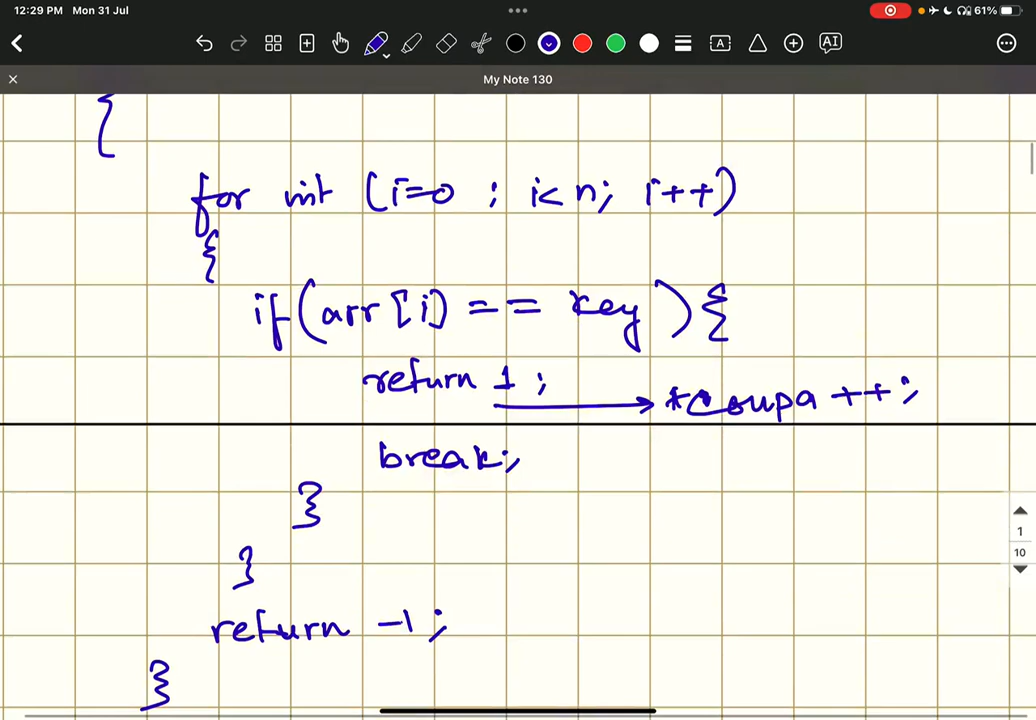 12:29 PM Mon 31 Jul
61%
A AI
My Note 130
{
for int (i=0 ; i<n; i++)
{
if(arr[i] == key){
return 1;
*Coupa ++;
break;
}
}
return -1;
}
1
10